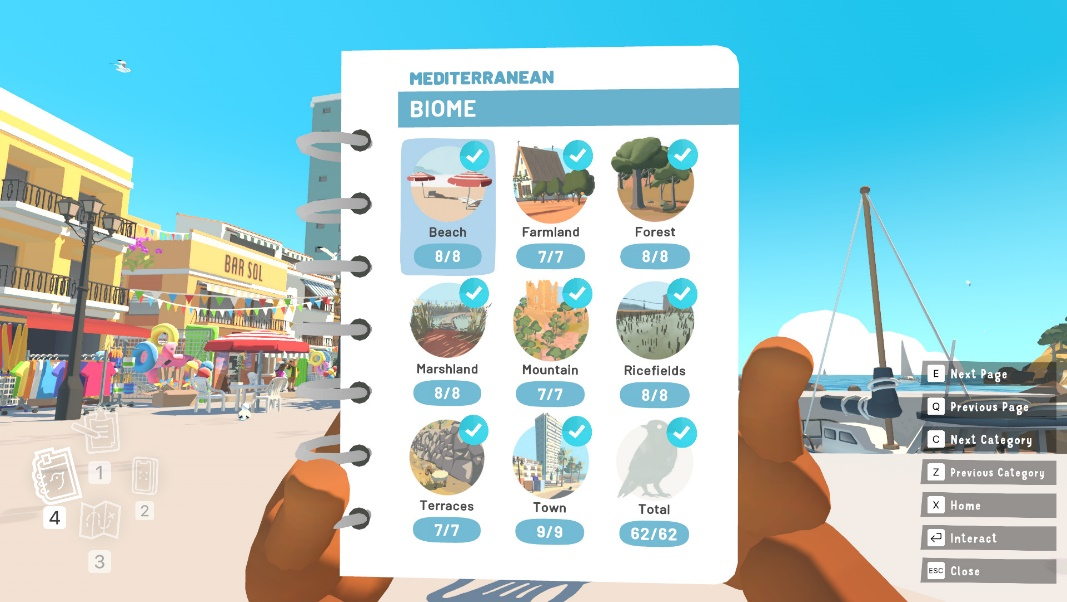 MEDITERRANEAN
BIOME
Beach
8/8
Farmland
7/7
Forest
8/8
Marshland
8/8
Mountain
7/7
Ricefields
8/8
Terraces
7/7
Town
9/9
Total
62/62
BAR SOL
1
2
3
4
E Next Page
Q Previous Page
C Next Category
Z Previous Category
X Home
Interact
ESC Close